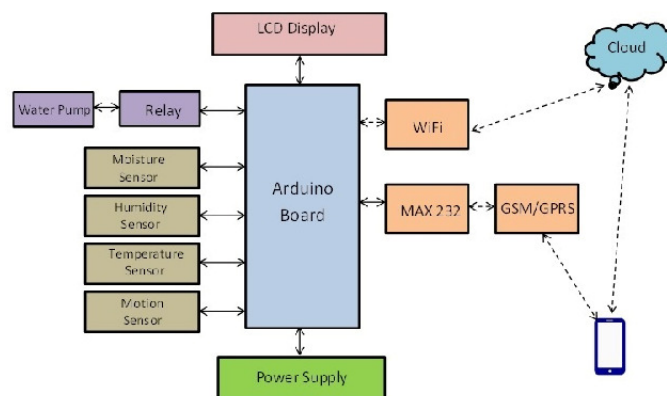 LCD Display
Cloud
Water Pump
Relay
WiFi
Moisture
Sensor
Arduino
Board
Humidity
Sensor
MAX 232
GSM/GPRS
Temperature
Sensor
Motion
Sensor
Power Supply